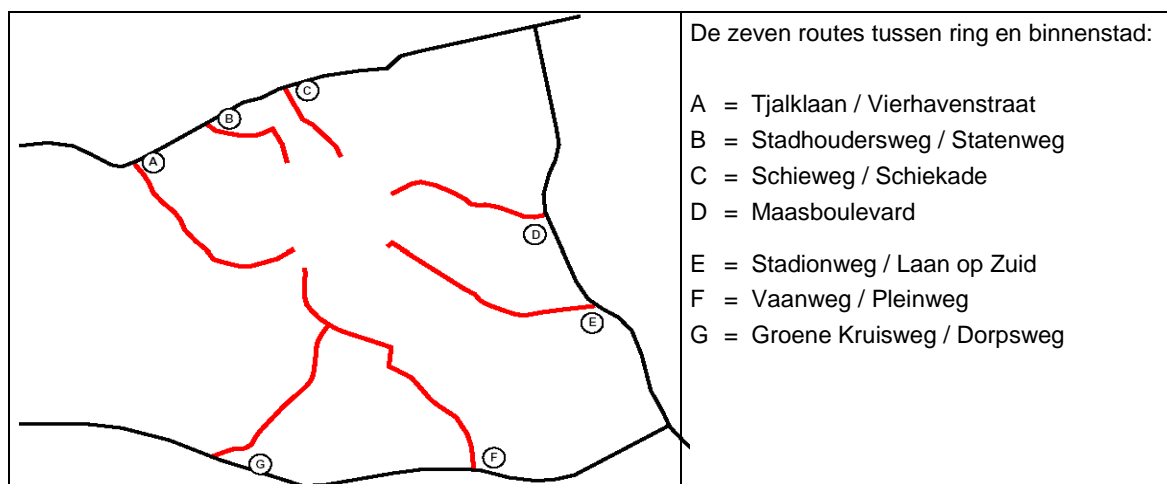 C
B
A
D
E
F
G
De zeven routes tussen ring en binnenstad:
A = Tjalklaan / Vierhavenstraat
B = Stadhoudersweg / Statenweg
C = Schieweg / Schiekade
D = Maasboulevard
E = Stadionweg / Laan op Zuid
F = Vaanweg / Pleinweg
G = Groene Kruisweg / Dorpsweg